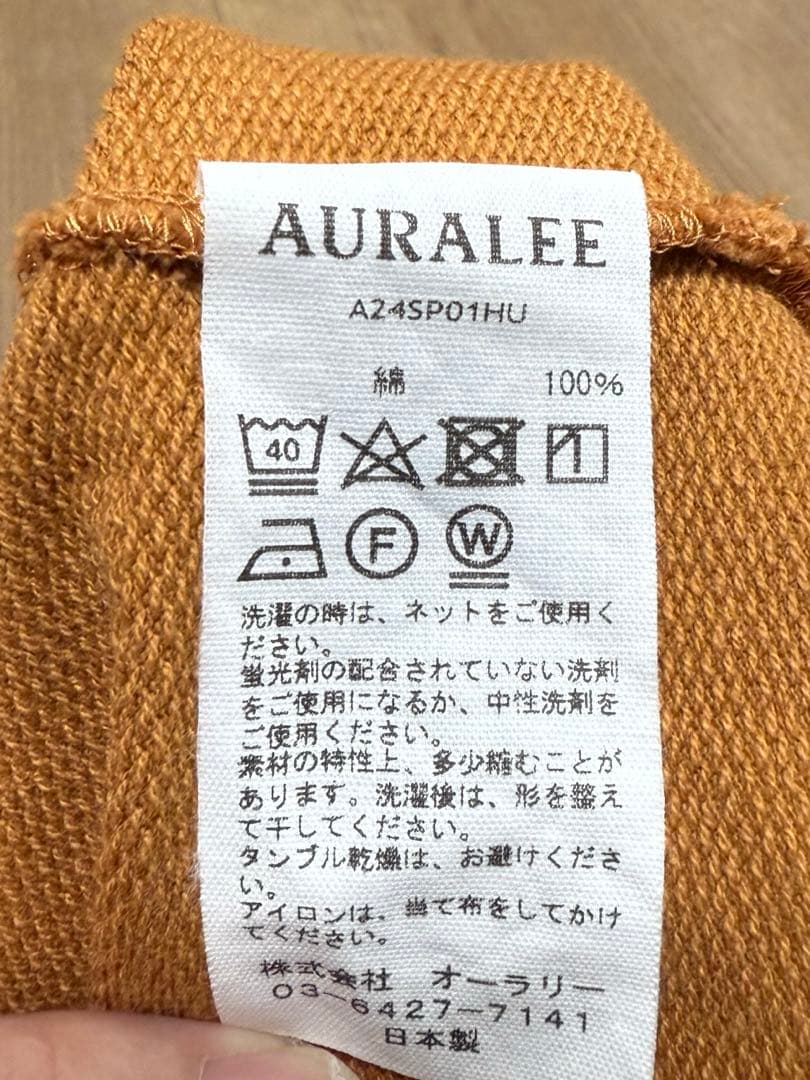 AURALEE
A24SP01HU
綿 100%
40
F W
洗濯の時は、ネットをご使用く
ださい。
蛍光剤の配合されていない洗剤
をご使用になるか、中性洗剤を
ご使用ください。
素材の特性上、多少縮むことが
あります。洗濯後は、形を整え
て干してください。
タンブル乾燥は、お避けくださ
い。
アイロンは、当て布をしてかけ
てください。
株式会社 オーラリー
03-6427-7141
日本製